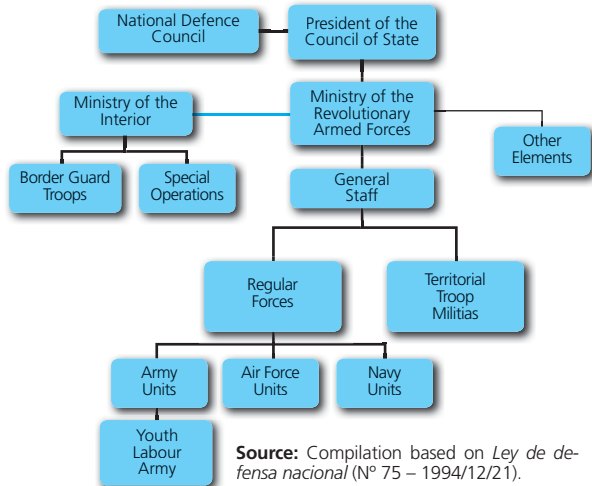 National Defence
Council
President of the
Council of State
Ministry of the
Interior
Ministry of the
Revolutionary
Armed Forces
Other
Elements
Border Guard
Troops
Special
Operations
General
Staff
Regular
Forces
Territorial
Troop
Militias
Army
Units
Air Force
Units
Navy
Units
Youth
Labour
Army
Source: Compilation based on Ley de de-
fensa nacional (Nº 75 – 1994/12/21).